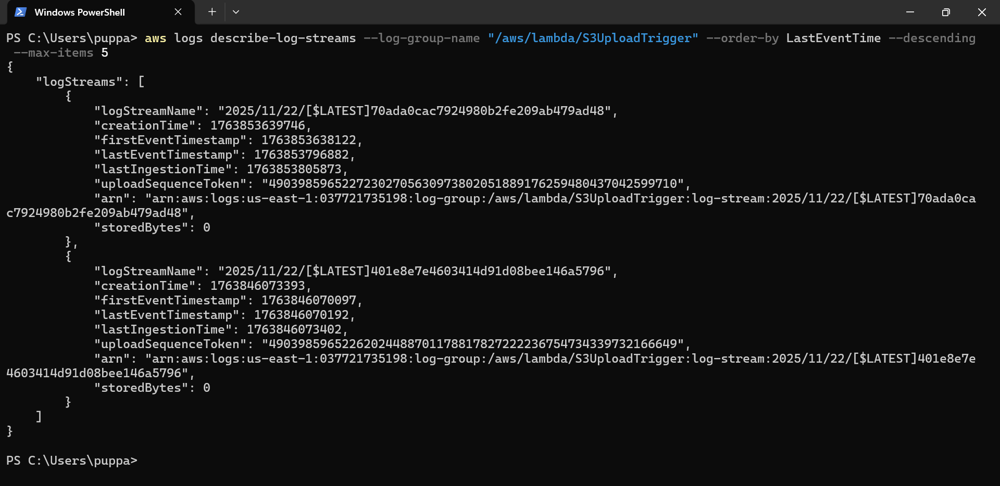 Windows PowerShell
PS C:\Users\puppa> aws logs describe-log-streams --log-group-name "/aws/lambda/S3UploadTrigger" --order-by LastEventTime --descending
 --max-items 5
{
    "logStreams": [
        {
            "logStreamName": "2025/11/22/[$LATEST]70ada0cac7924980b2fe209ab479ad48",
            "creationTime": 1763853639746,
            "firstEventTimestamp": 1763853638122,
            "lastEventTimestamp": 1763853796882,
            "lastIngestionTime": 1763853805873,
            "uploadSequenceToken": "49039859652272302705630973802051889176259480437042599710",
            "arn": "arn:aws:logs:us-east-1:037721735198:log-group:/aws/lambda/S3UploadTrigger:log-stream:2025/11/22/[$LATEST]70ada0ca
c7924980b2fe209ab479ad48",
            "storedBytes": 0
        },
        {
            "logStreamName": "2025/11/22/[$LATEST]401e8e7e4603414d91d08bee146a5796",
            "creationTime": 1763846073393,
            "firstEventTimestamp": 1763846070097,
            "lastEventTimestamp": 1763846070192,
            "lastIngestionTime": 1763846073402,
            "uploadSequenceToken": "49039859652262024488701178817827222236754734339732166649",
            "arn": "arn:aws:logs:us-east-1:037721735198:log-group:/aws/lambda/S3UploadTrigger:log-stream:2025/11/22/[$LATEST]401e8e7e
4603414d91d08bee146a5796",
            "storedBytes": 0
        }
    ]
}
PS C:\Users\puppa>